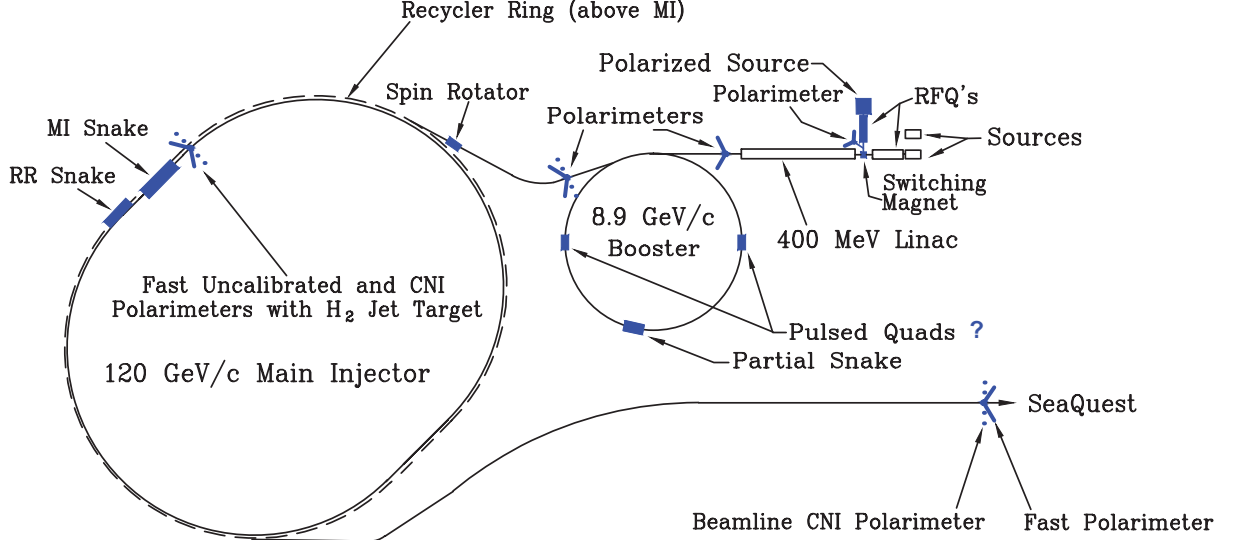 Recycler Ring (above MI)
Polarized Source
Spin Rotator
Polarimeter
RFQ's
Polarimeters
MI Snake
Sources
RR Snake
Switching
Magnet
8.9 GeV/c
Booster
400 MeV Linac
Fast Uncalibrated and CNI
Polarimeters with H2 Jet Target
Pulsed Quads ?
Partial Snake
120 GeV/c Main Injector
SeaQuest
Beamline CNI Polarimeter
Fast Polarimeter